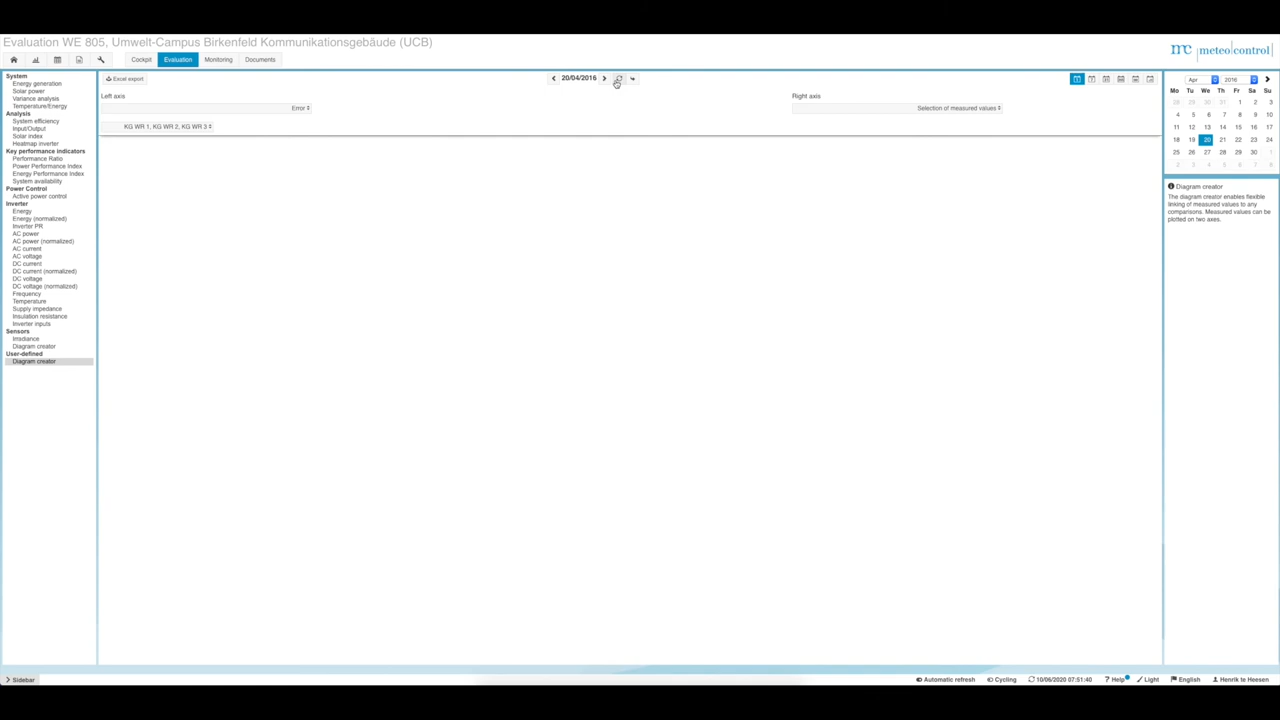 Evaluation WE 805, Umwelt-Campus Birkenfeld Kommunikationsgebäude (UCB)
mc meteo|control
Cockpit Evaluation Monitoring Documents
System
Energy generation
Solar power
Variance analysis
Temperature/Energy
Analysis
System efficiency
Input/Output
Solar index
Heatmap inverter
Key performance indicators
Performance Ratio
Power Performance Index
Energy Performance Index
System availability
Power Control
Active power control
Inverter
Energy
Energy (normalized)
Inverter PR
AC power
AC power (normalized)
AC current
AC voltage
DC current
DC current (normalized)
DC voltage
DC voltage (normalized)
Frequency
Temperature
Supply impedance
Insulation resistance
Inverter inputs
Sensors
Irradiance
Diagram creator
User-defined
Diagram creator
Excel export
20/04/2016
Left axis
Error
KG WR 1, KG WR 2, KG WR 3
Right axis
Selection of measured values
Apr 2016
Mo Tu We Th Fr Sa Su
28 29 30 31 1 2 3
4 5 6 7 8 9 10
11 12 13 14 15 16 17
18 19 20 21 22 23 24
25 26 27 28 29 30 1
2 3 4 5 6 7 8
Diagram creator
The diagram creator enables flexible
linking of measured values to any
comparisons. Measured values can be
plotted on two axes.
Sidebar
Automatic refresh Cycling 10/06/2020 07:51:40 Help Light English Henrik te Heesen